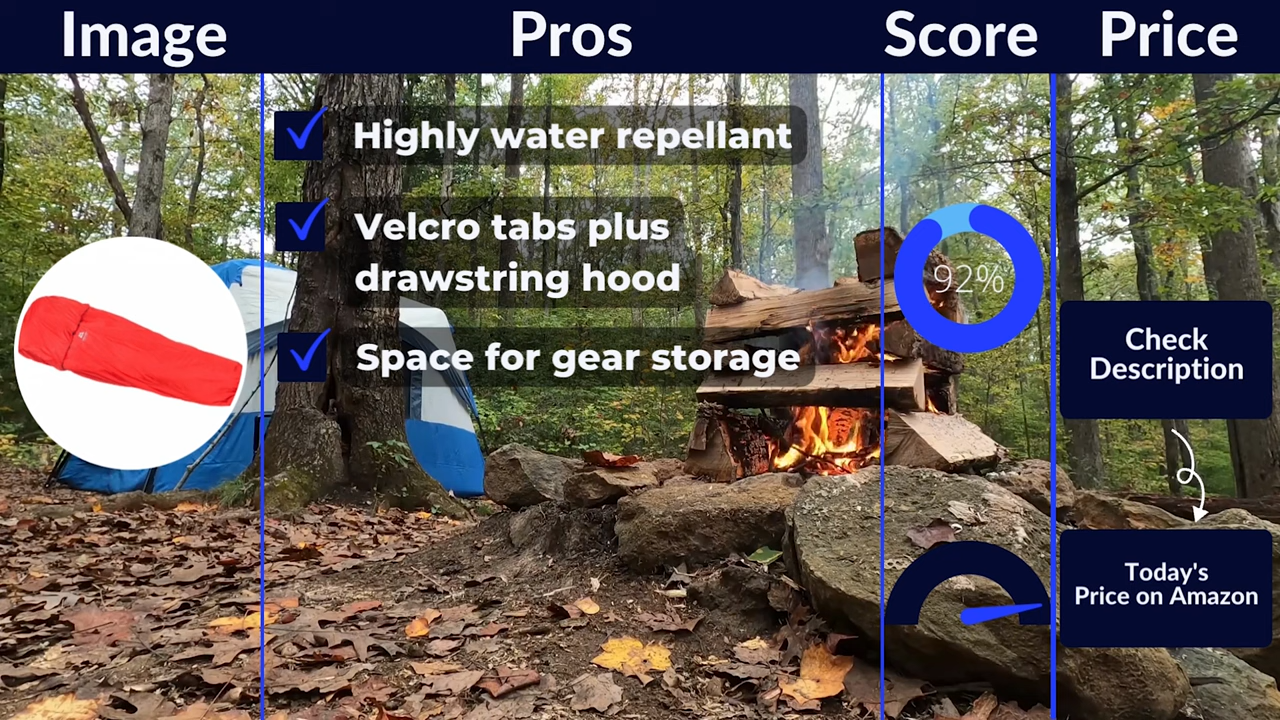 Image
Pros
Score
Price
Highly water repellant
Velcro tabs plus
drawstring hood
Space for gear storage
92%
Check
Description
Today's
Price on Amazon